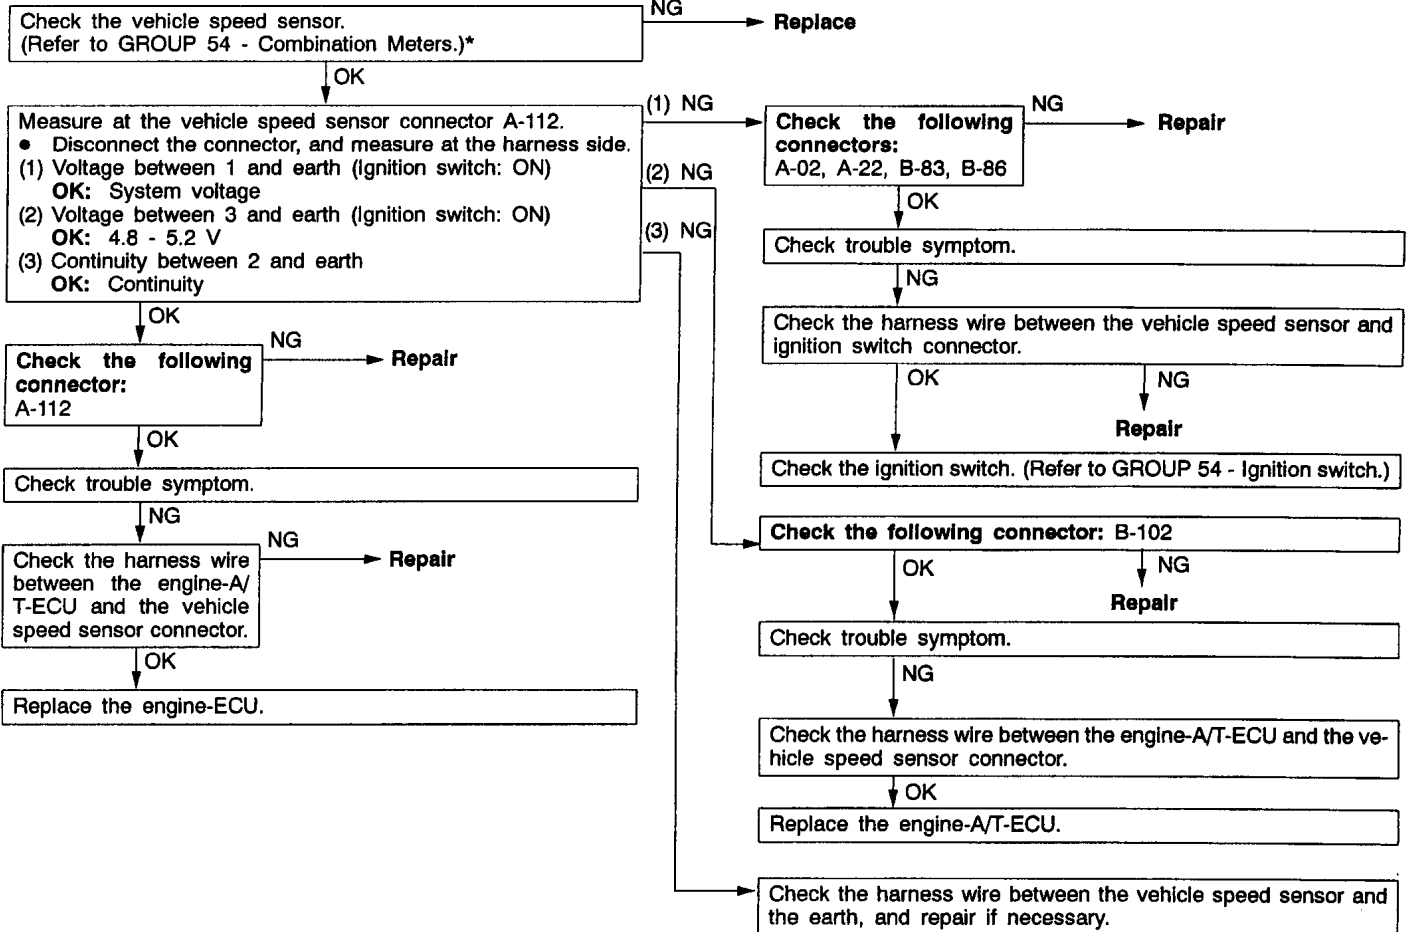 Check the vehicle speed sensor.
(Refer to GROUP 54 - Combination Meters.)*
NG
Replace
OK
Measure at the vehicle speed sensor connector A-112.
● Disconnect the connector, and measure at the harness side.
(1) Voltage between 1 and earth (Ignition switch: ON)
OK: System voltage
(2) Voltage between 3 and earth (Ignition switch: ON)
OK: 4.8 - 5.2 V
(3) Continuity between 2 and earth
OK: Continuity
(1) NG
(2) NG
(3) NG
OK
Check the following
connector:
A-112
NG
Repair
OK
Check trouble symptom.
NG
Check the harness wire
between the engine-A/
T-ECU and the vehicle
speed sensor connector.
NG
Repair
OK
Replace the engine-ECU.
Check the following
connectors:
A-02, A-22, B-83, B-86
NG
Repair
OK
Check trouble symptom.
NG
Check the harness wire between the vehicle speed sensor and
ignition switch connector.
OK
NG
Repair
Check the ignition switch. (Refer to GROUP 54 - Ignition switch.)
Check the following connector: B-102
OK
NG
Repair
Check trouble symptom.
NG
Check the harness wire between the engine-A/T-ECU and the ve-
hicle speed sensor connector.
OK
Replace the engine-A/T-ECU.
Check the harness wire between the vehicle speed sensor and
the earth, and repair if necessary.